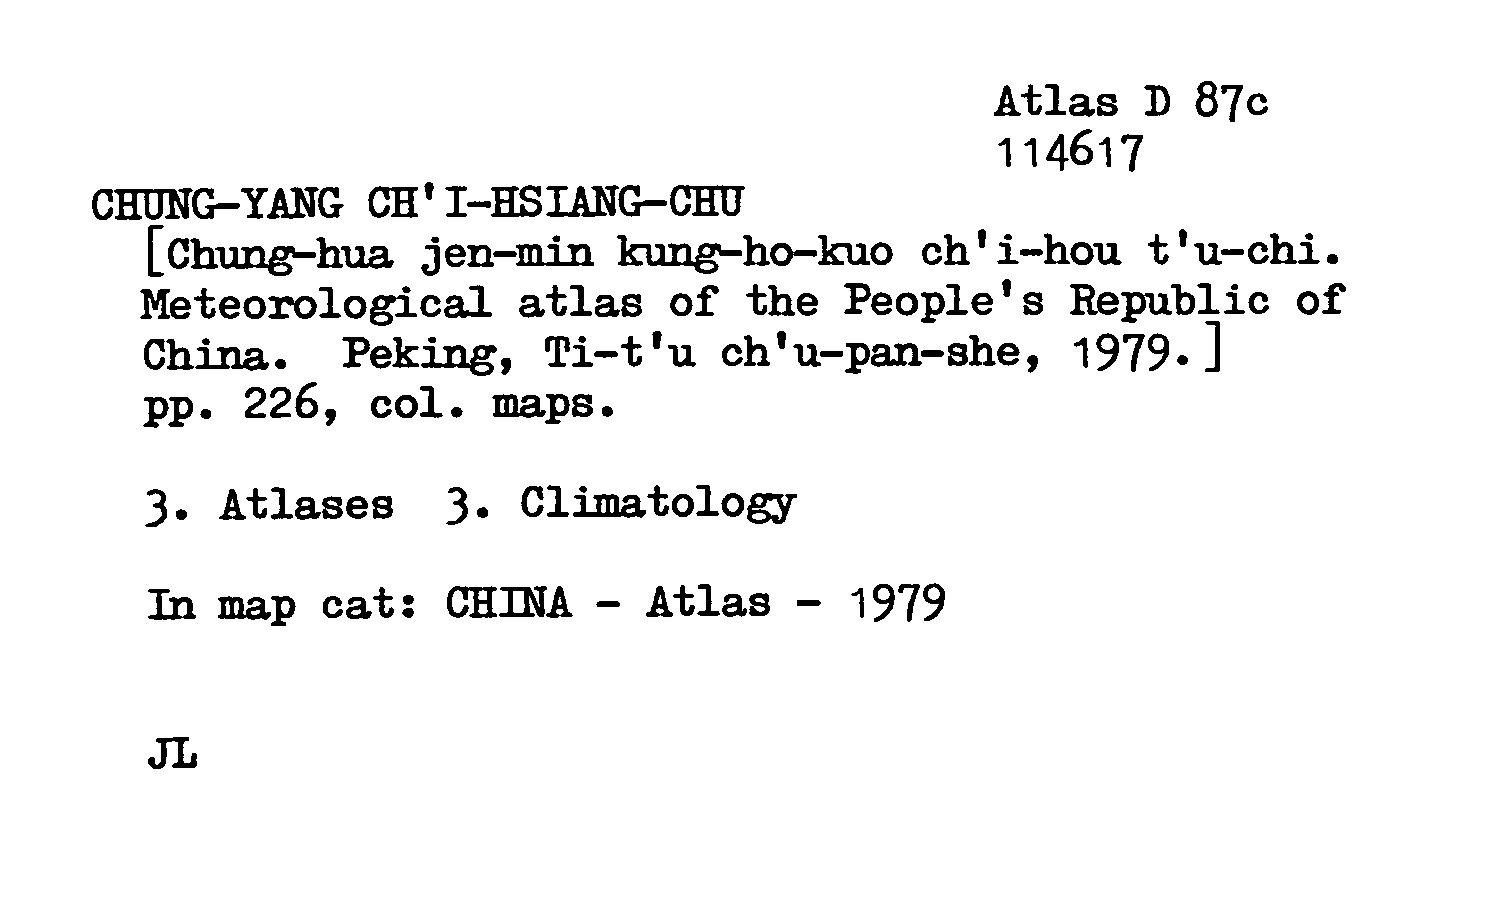 Atlas D 87c
114617
CHUNG-YANG CH'I-HSIANG-CHU
[Chung-hua jen-min kung-ho-kuo ch'i-hou t'u-chi.
Meteorological atlas of the People's Republic of
China. Peking, Ti-t'u ch'u-pan-she, 1979.]
pp. 226, col. maps.
3. Atlases 3. Climatology
In map cat: CHINA - Atlas - 1979
JL